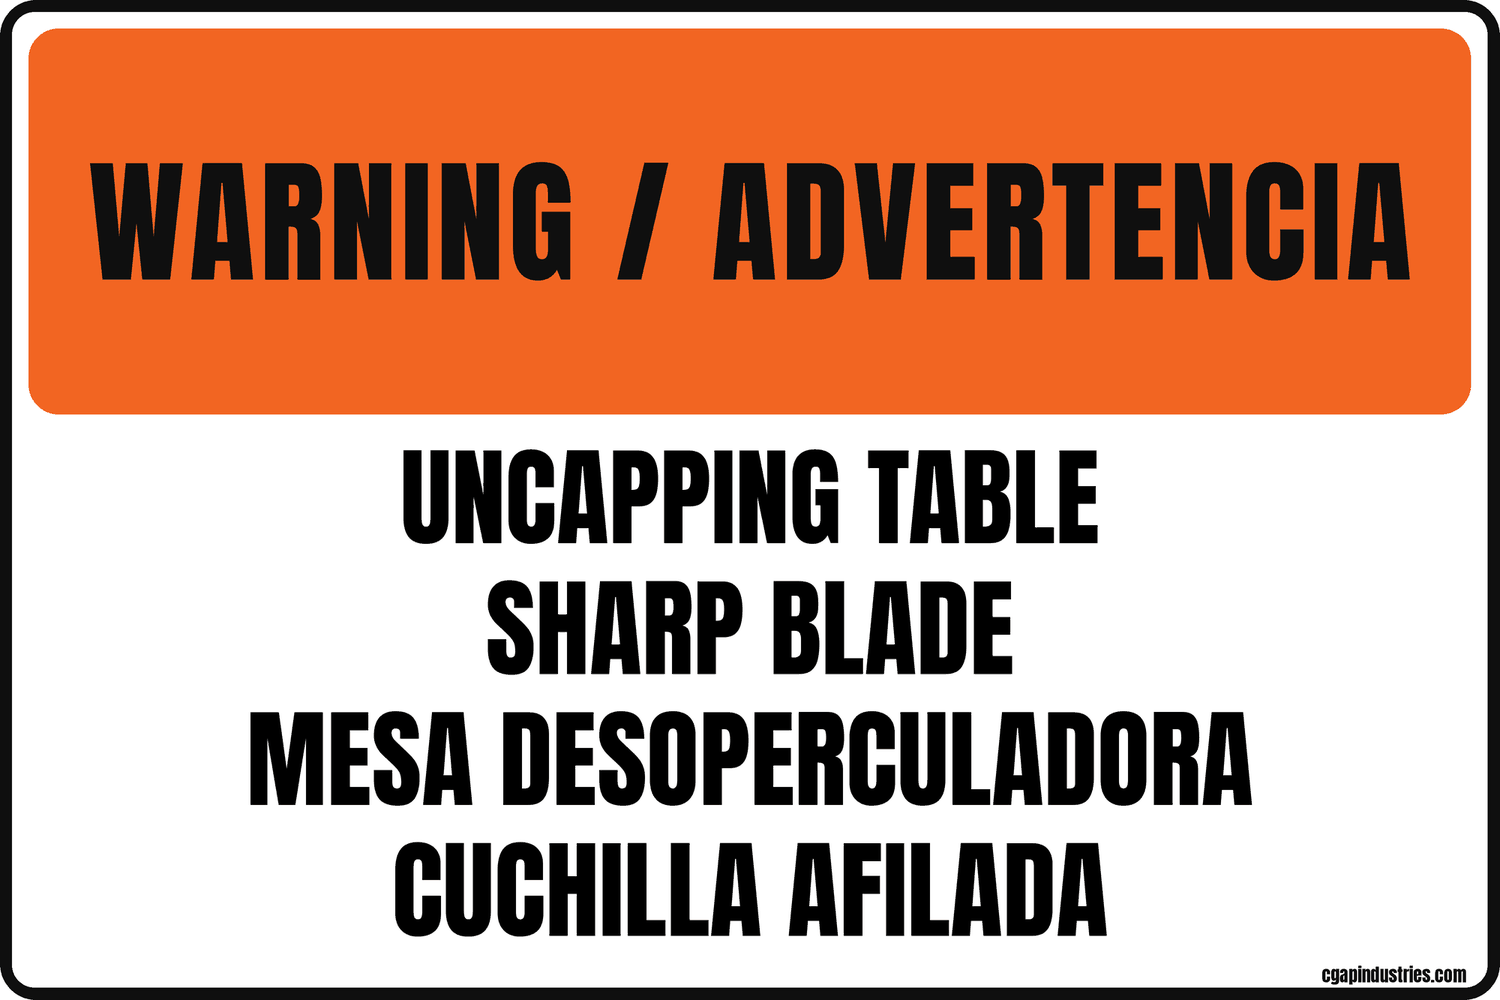 WARNING / ADVERTENCIA
UNCAPPING TABLE
SHARP BLADE
MESA DESOPERCULADORA
CUCHILLA AFILADA
cgapindustries.com